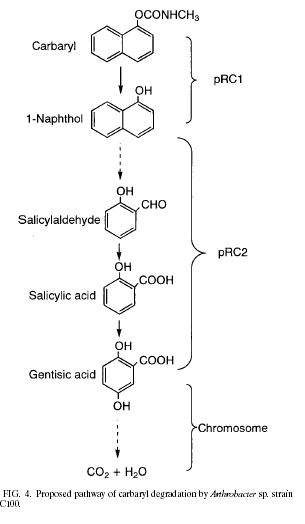 OCONHCH₃
Carbaryl
pRC1
OH
1-Naphthol
OH
CHO
Salicylaldehyde
pRC2
OH
COOH
Salicylic acid
OH
COOH
Gentisic acid
OH
Chromosome
CO₂ + H₂O
FIG. 4. Proposed pathway of carbaryl degradation by Arthrobacter sp. strain
C100.